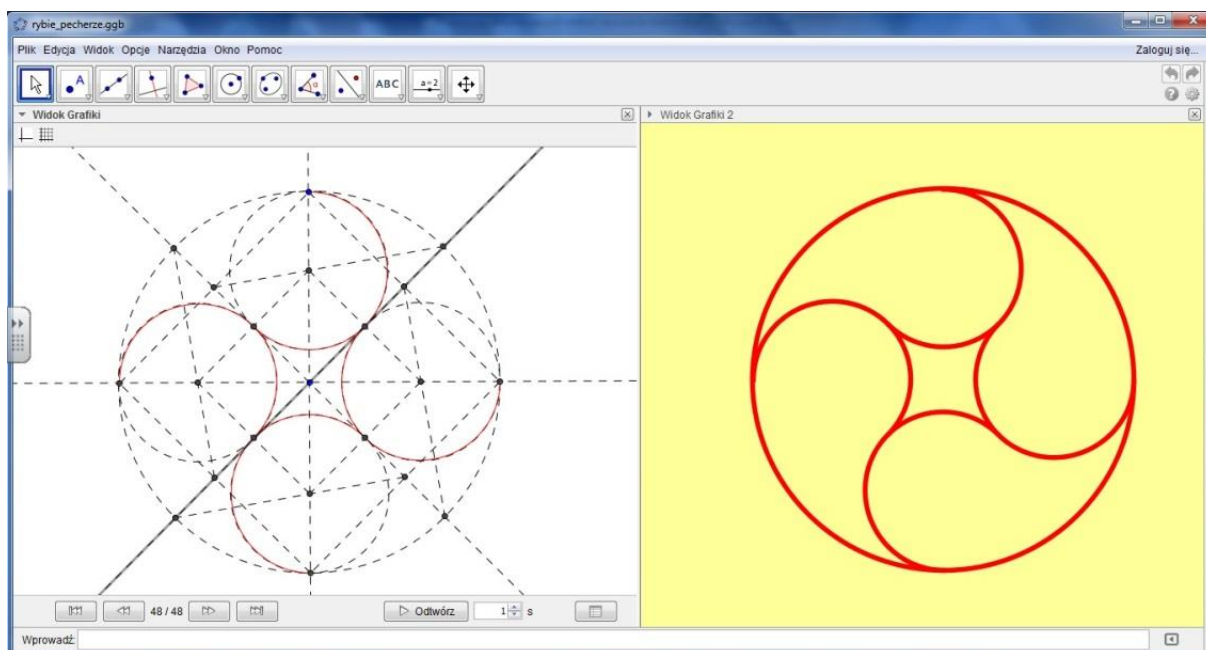 rybie_pecherze.ggb
Plik Edycja Widok Opcje Narzędzia Okno Pomoc
Zaloguj się...
A
ABC
a=2
Widok Grafiki
Widok Grafiki 2
48 / 48
Odtwórz
1 s
Wprowadź: